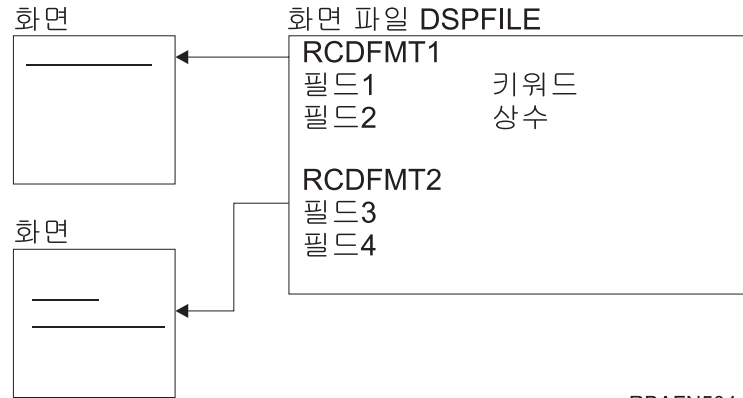 화면
화면 파일 DSPFILE
RCDFMT1
필드1 키워드
필드2 상수
RCDFMT2
필드3
필드4
화면